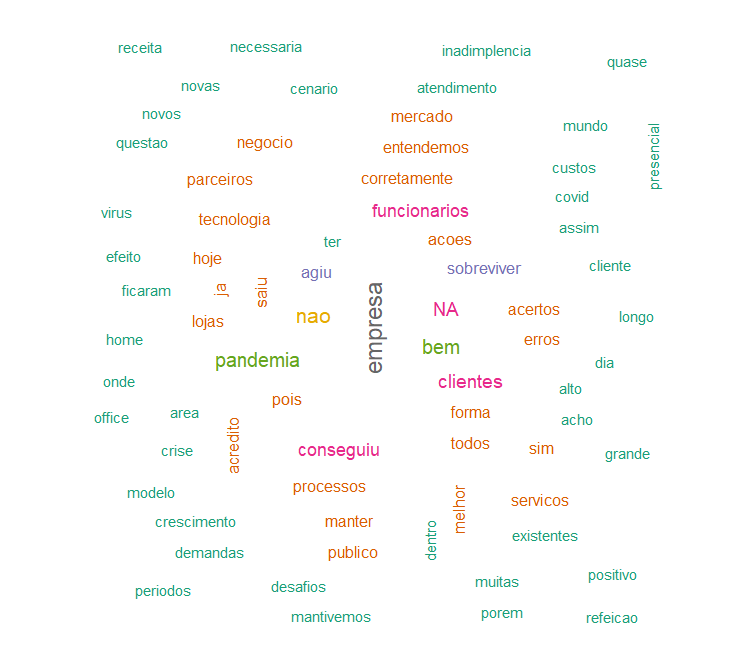 receita
necessaria
inadimplencia
quase
novas
cenario
atendimento
novos
mercado
mundo
questao
negocio
entendemos
presencial
parceiros
corretamente
custos
covid
virus
tecnologia
funcionarios
assim
ter
acoes
efeito
hoje
agiu
sobreviver
cliente
ficaram
ja
saiu
empresa
lojas
nao
NA
acertos
longo
home
pandemia
bem
erros
dia
onde
clientes
alto
pois
office
area
forma
acho
crise
acredito
conseguiu
todos
sim
grande
modelo
processos
melhor
servicos
crescimento
manter
dentro
existentes
demandas
publico
periodos
desafios
muitas
positivo
mantivemos
porem
refeicao